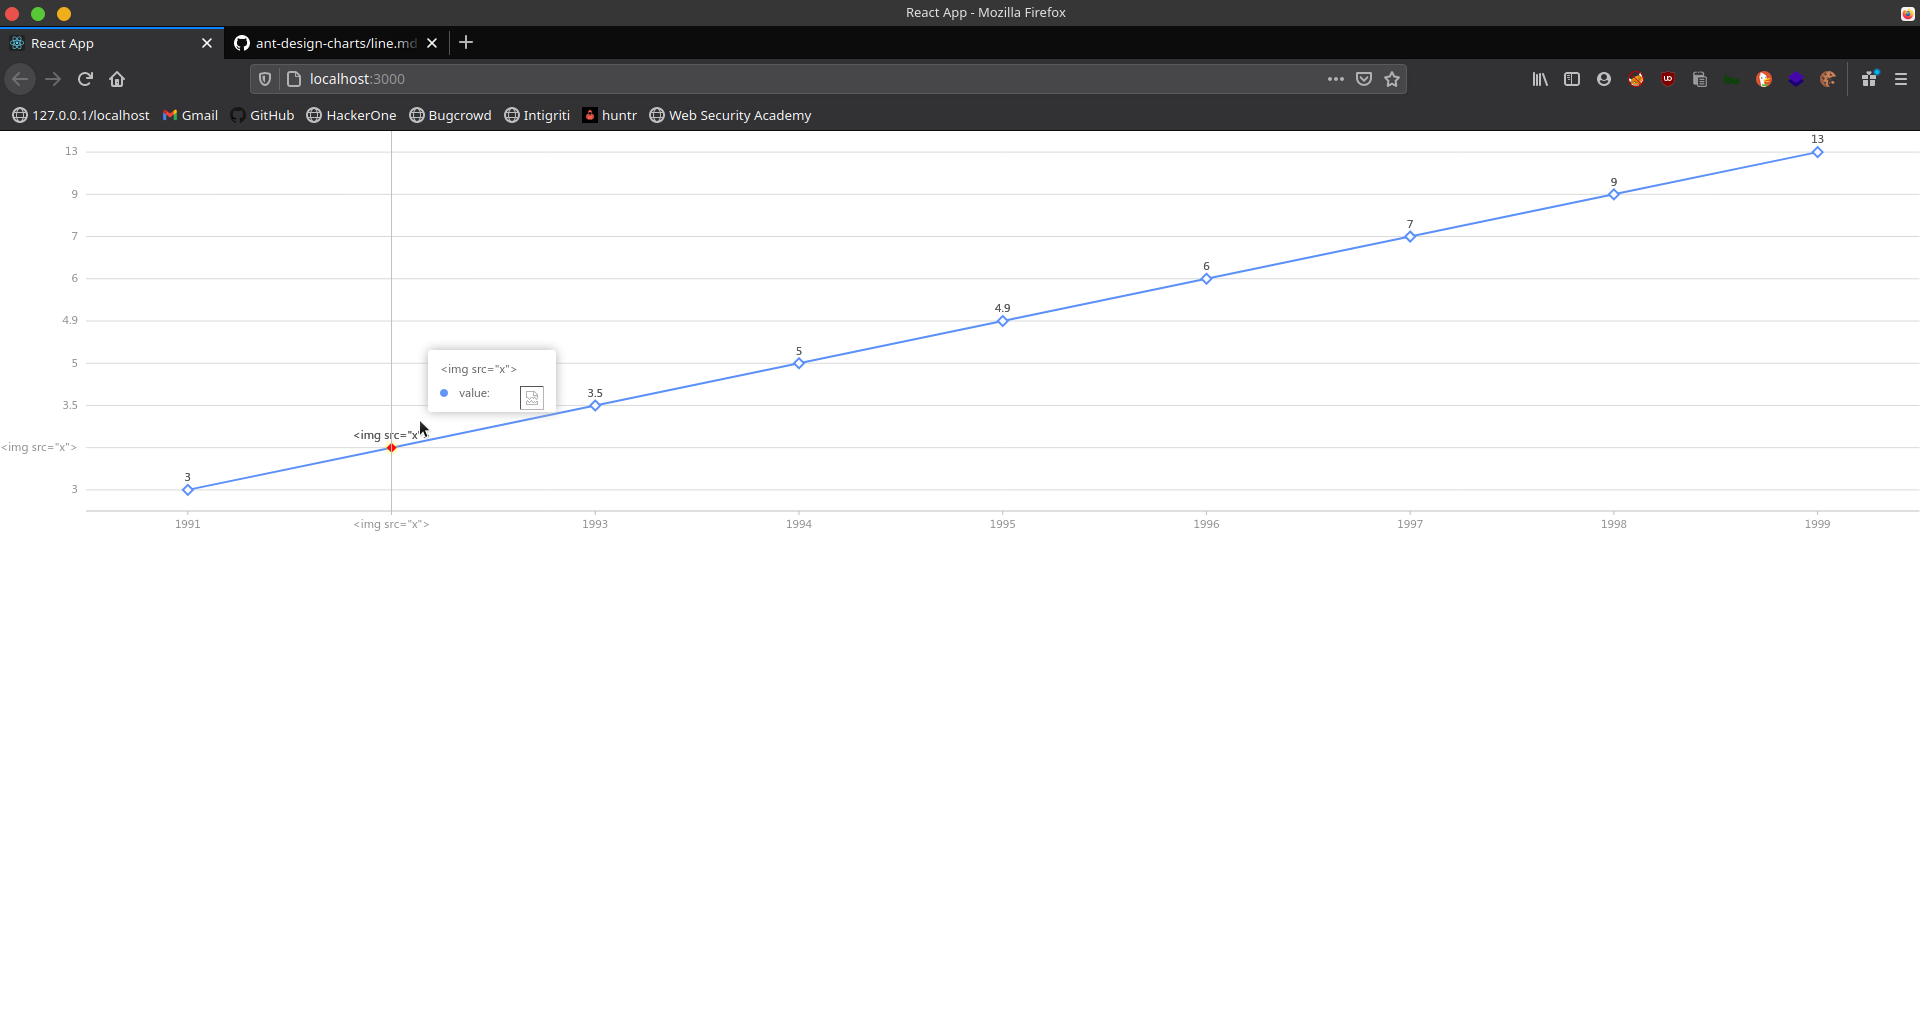 React App - Mozilla Firefox
React App
ant-design-charts/line.md
localhost:3000
127.0.0.1/localhost Gmail GitHub HackerOne Bugcrowd Intigriti huntr Web Security Academy
13
13
9
9
7
7
6
6
4.9
4.9
5
5
<img src="x">
value:
3.5
3.5
<img src="x"
<img src="x">
3
3
1991 <img src="x"> 1993 1994 1995 1996 1997 1998 1999